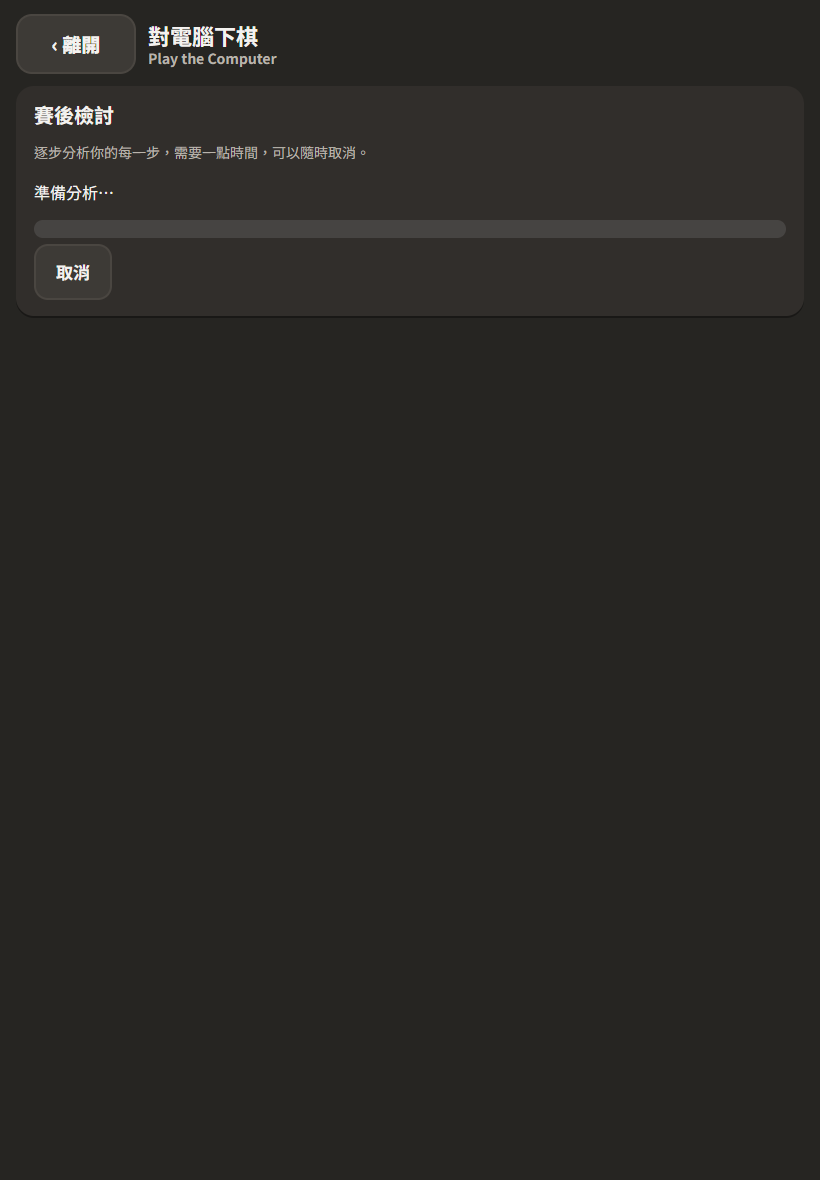 ‹ 離開
對電腦下棋
Play the Computer
賽後檢討
逐步分析你的每一步，需要一點時間，可以隨時取消。
準備分析⋯
取消